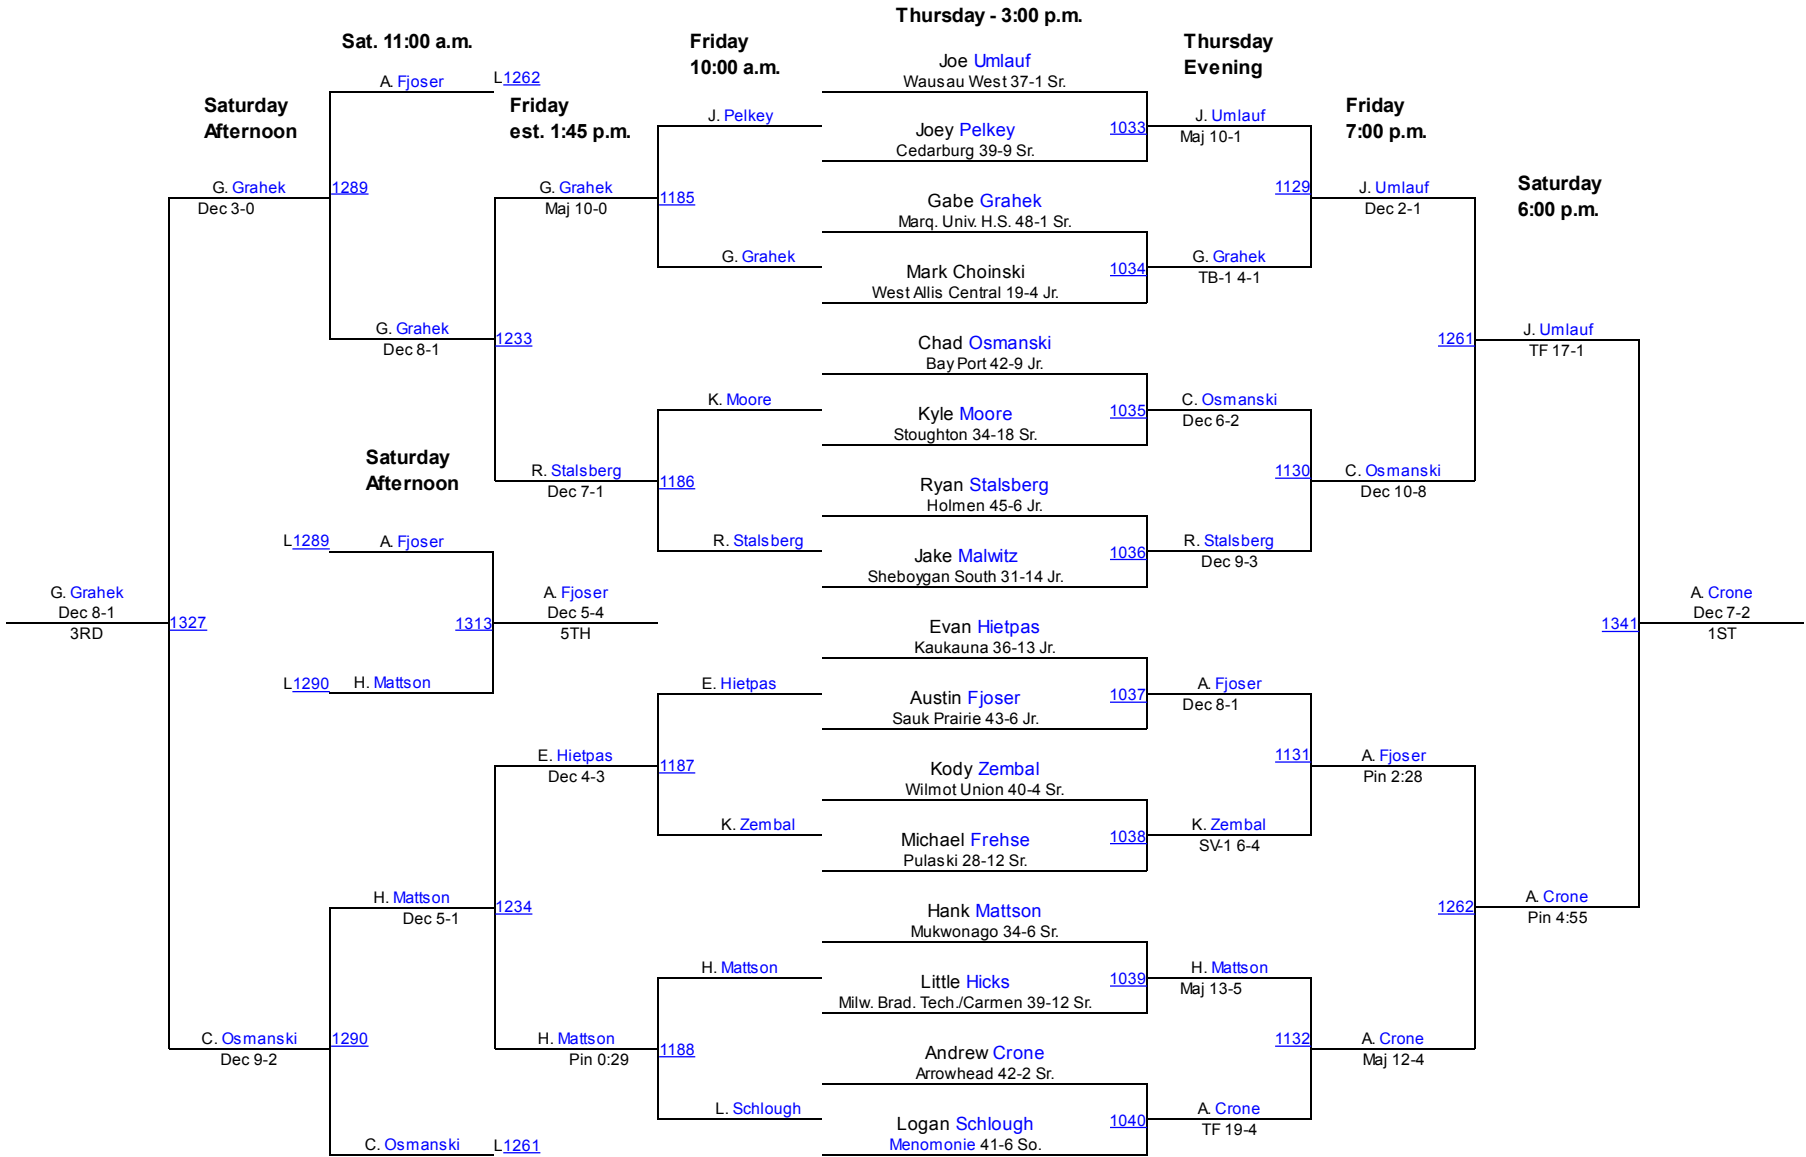 Thursday - 3:00 p.m.
Sat. 11:00 a.m.
Friday
10:00 a.m.
Thursday
Evening
Saturday
Afternoon
Friday
est. 1:45 p.m.
Friday
7:00 p.m.
Saturday
6:00 p.m.
Saturday
Afternoon
A. Fjoser
L1262
G. Grahek
Dec 3-0
1289
G. Grahek
Dec 8-1
1233
G. Grahek
Maj 10-0
1185
J. Pelkey
G. Grahek
R. Stalsberg
Dec 7-1
1186
K. Moore
R. Stalsberg
L1289
A. Fjoser
L1290
H. Mattson
1313
A. Fjoser
Dec 5-4
5TH
G. Grahek
Dec 8-1
3RD
1327
E. Hietpas
Dec 4-3
1187
E. Hietpas
K. Zembal
H. Mattson
Dec 5-1
1234
H. Mattson
Pin 0:29
1188
H. Mattson
L. Schlough
C. Osmanski
Dec 9-2
1290
C. Osmanski
L1261
Joe Umlauf
Wausau West 37-1 Sr.
Joey Pelkey
Cedarburg 39-9 Sr.
1033
Gabe Grahek
Marq. Univ. H.S. 48-1 Sr.
Mark Choinski
West Allis Central 19-4 Jr.
1034
Chad Osmanski
Bay Port 42-9 Jr.
Kyle Moore
Stoughton 34-18 Sr.
1035
Ryan Stalsberg
Holmen 45-6 Jr.
Jake Malwitz
Sheboygan South 31-14 Jr.
1036
Evan Hietpas
Kaukauna 36-13 Jr.
Austin Fjoser
Sauk Prairie 43-6 Jr.
1037
Kody Zembal
Wilmot Union 40-4 Sr.
Michael Frehse
Pulaski 28-12 Sr.
1038
Hank Mattson
Mukwonago 34-6 Sr.
Little Hicks
Milw. Brad. Tech./Carmen 39-12 Sr.
1039
Andrew Crone
Arrowhead 42-2 Sr.
Logan Schlough
Menomonie 41-6 So.
1040
J. Umlauf
Maj 10-1
1129
G. Grahek
TB-1 4-1
C. Osmanski
Dec 6-2
1130
R. Stalsberg
Dec 9-3
A. Fjoser
Dec 8-1
1131
K. Zembal
SV-1 6-4
H. Mattson
Maj 13-5
1132
A. Crone
TF 19-4
J. Umlauf
Dec 2-1
1261
C. Osmanski
Dec 10-8
A. Fjoser
Pin 2:28
1262
A. Crone
Maj 12-4
J. Umlauf
TF 17-1
1341
A. Crone
Pin 4:55
A. Crone
Dec 7-2
1ST